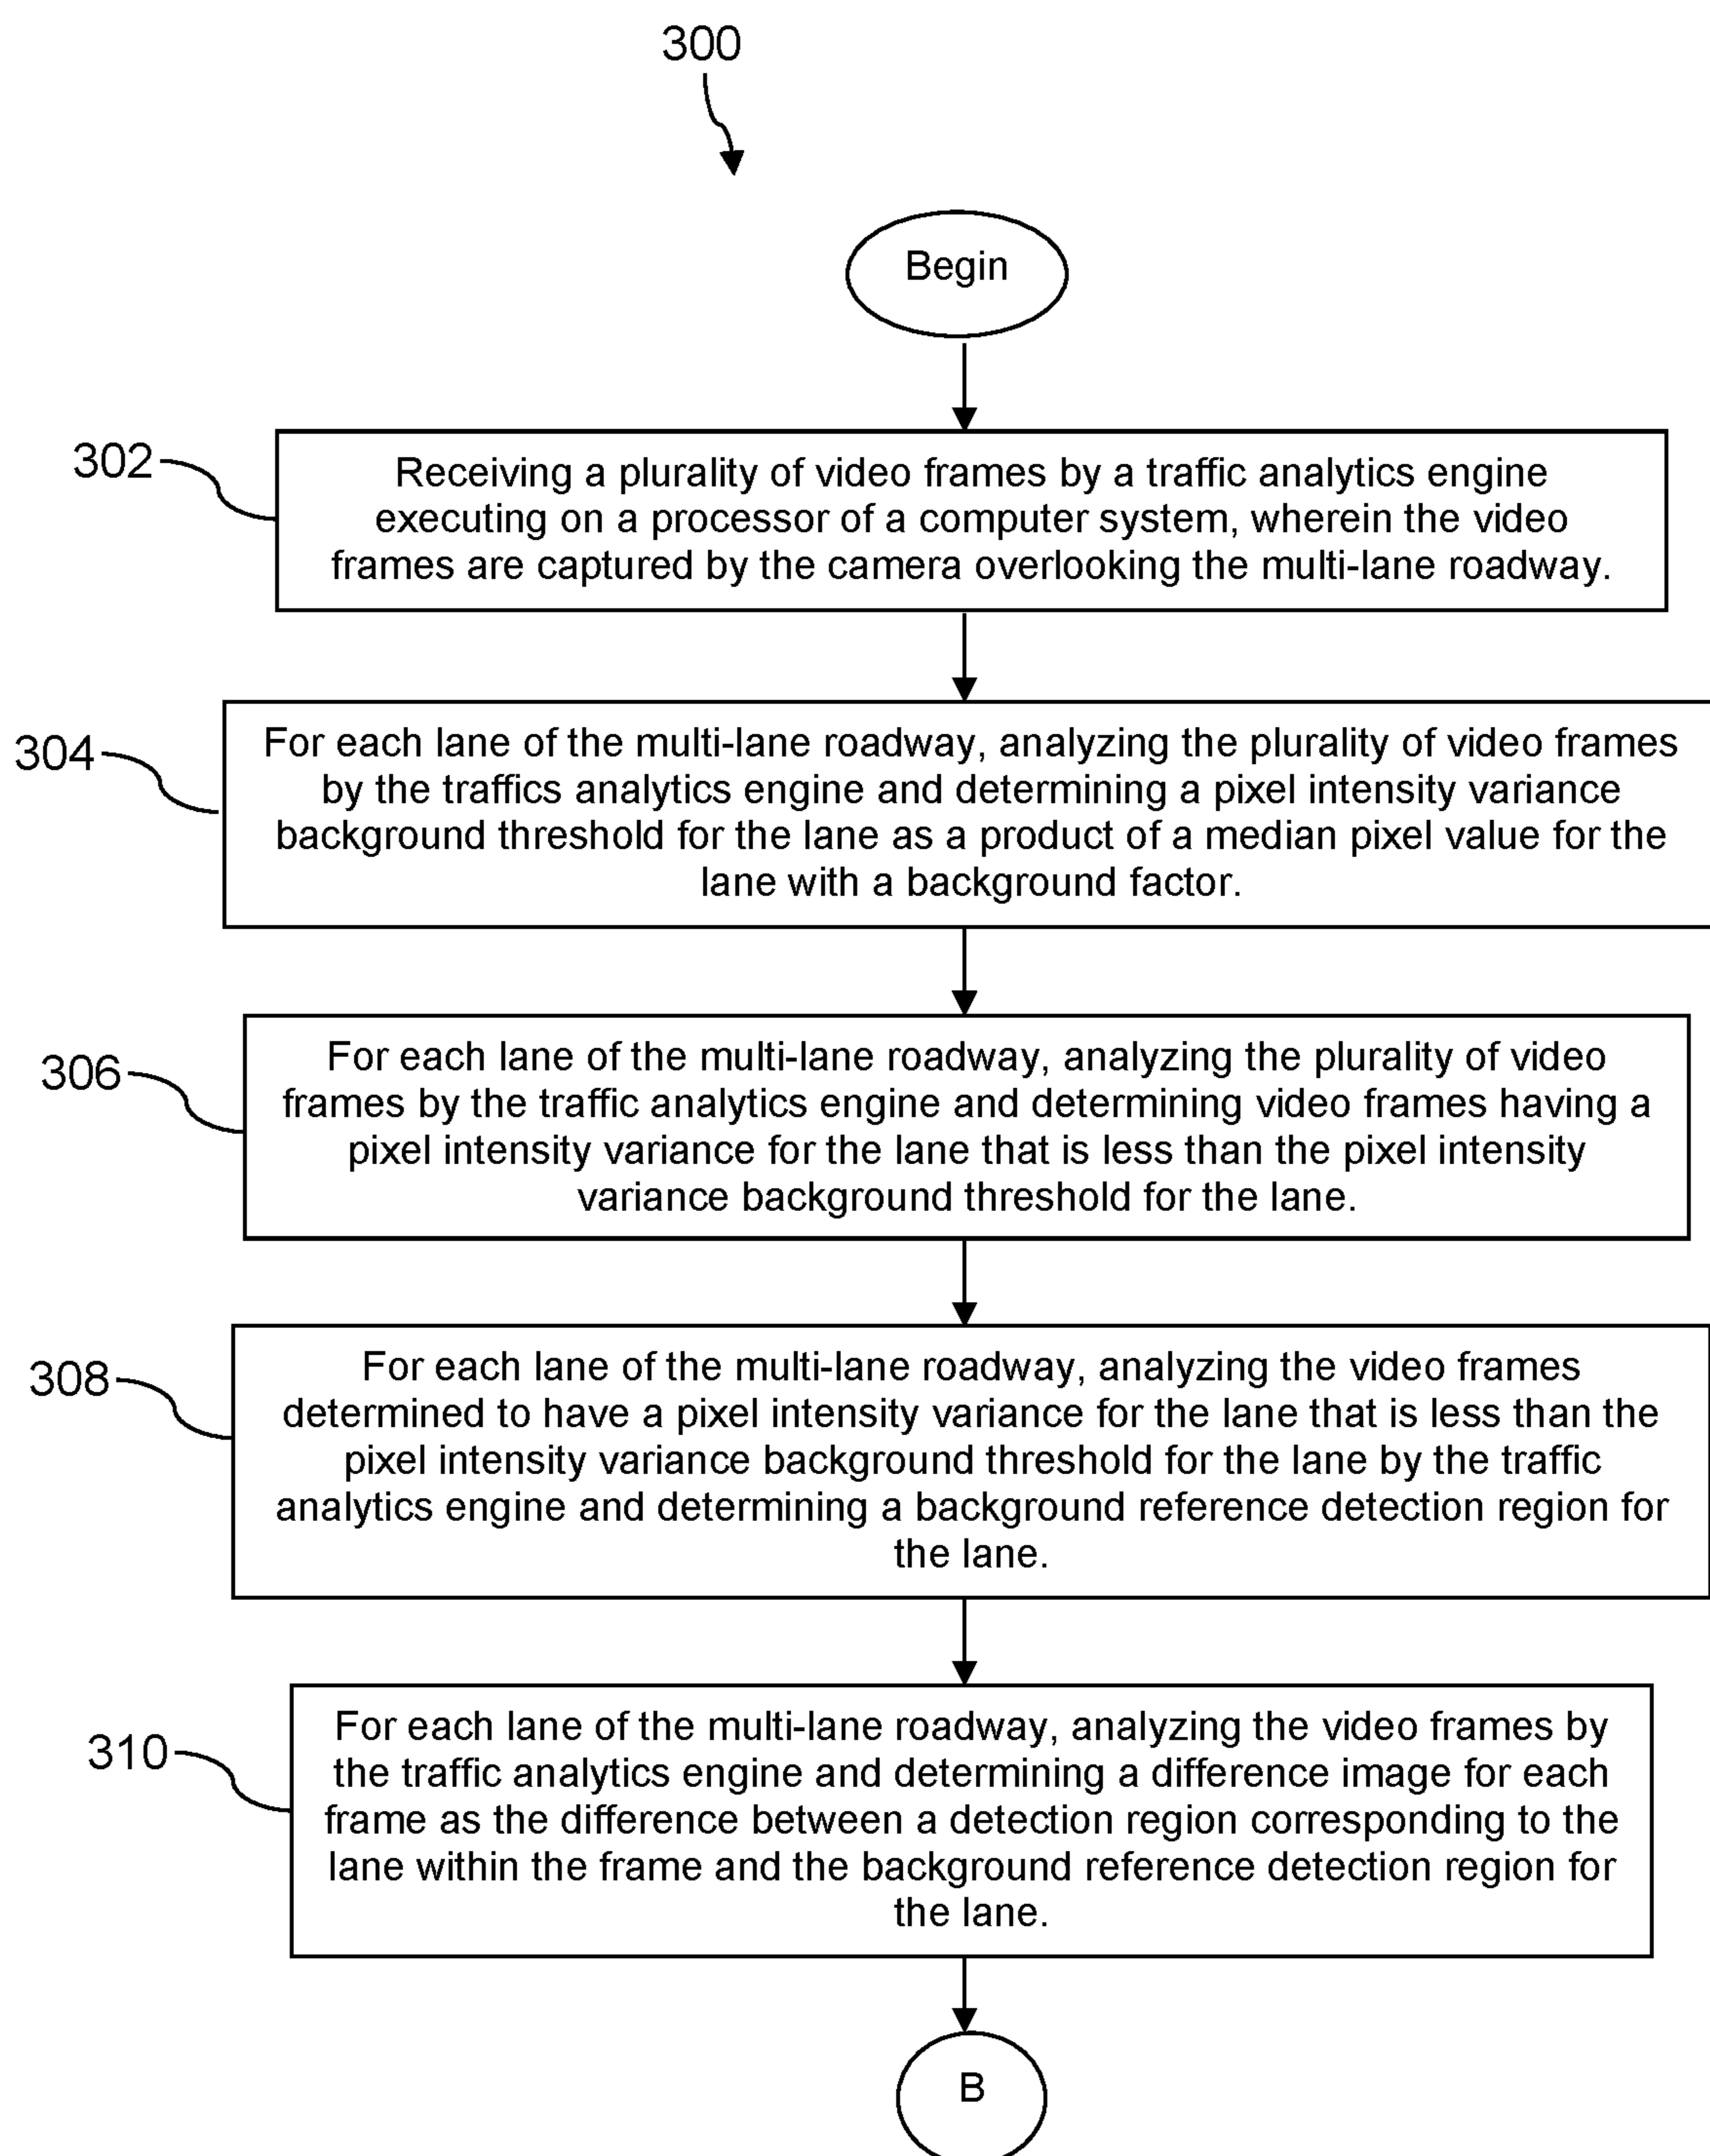 300
Begin
302
Receiving a plurality of video frames by a traffic analytics engine
executing on a processor of a computer system, wherein the video
frames are captured by the camera overlooking the multi-lane roadway.
304
For each lane of the multi-lane roadway, analyzing the plurality of video frames
by the traffics analytics engine and determining a pixel intensity variance
background threshold for the lane as a product of a median pixel value for the
lane with a background factor.
306
For each lane of the multi-lane roadway, analyzing the plurality of video
frames by the traffic analytics engine and determining video frames having a
pixel intensity variance for the lane that is less than the pixel intensity
variance background threshold for the lane.
308
For each lane of the multi-lane roadway, analyzing the video frames
determined to have a pixel intensity variance for the lane that is less than the
pixel intensity variance background threshold for the lane by the traffic
analytics engine and determining a background reference detection region for
the lane.
310
For each lane of the multi-lane roadway, analyzing the video frames by
the traffic analytics engine and determining a difference image for each
frame as the difference between a detection region corresponding to the
lane within the frame and the background reference detection region for
the lane.
B